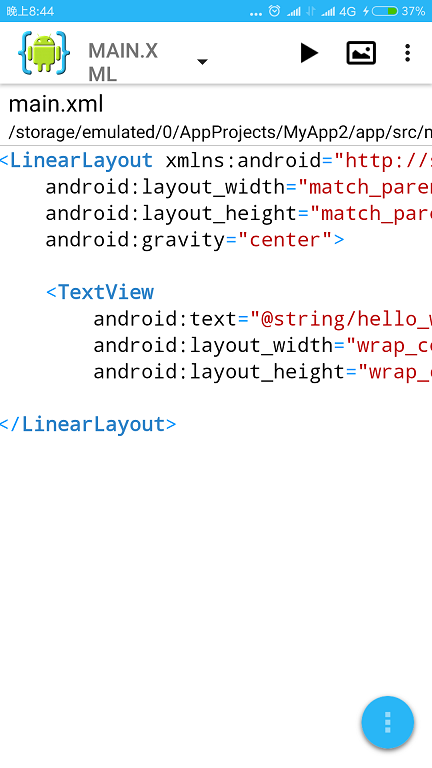 晚上8:44
4G
37%
MAIN.X
ML
main.xml
/storage/emulated/0/AppProjects/MyApp2/app/src/m
<LinearLayout xmlns:android="http://s
android:layout_width="match_pare
android:layout_height="match_pare
android:gravity="center">
<TextView
android:text="@string/hello_w
android:layout_width="wrap_co
android:layout_height="wrap_c
</LinearLayout>